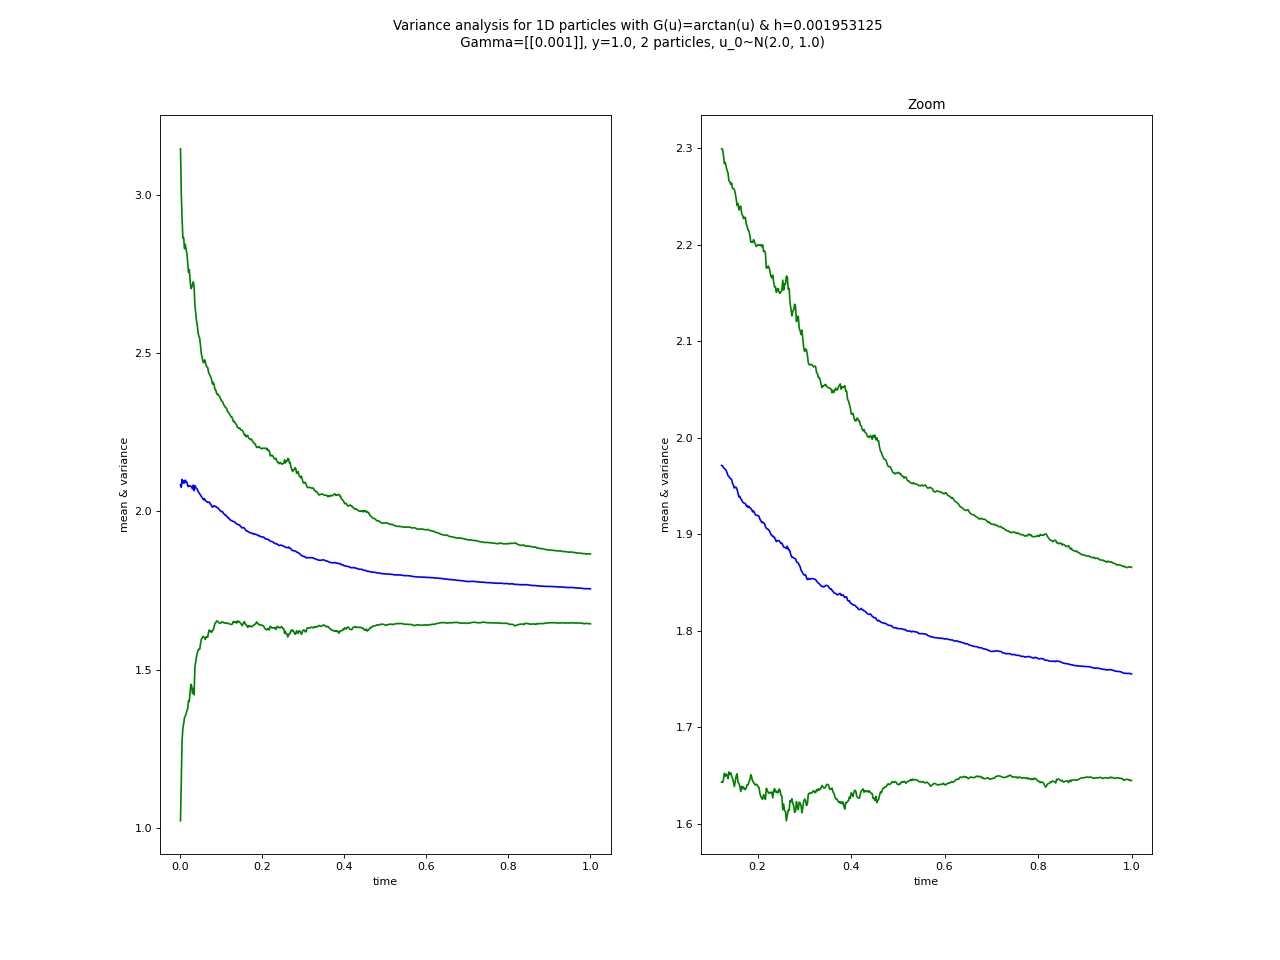 Variance analysis for 1D particles with G(u)=arctan(u) & h=0.001953125
Gamma=[[0.001]], y=1.0, 2 particles, u_0~N(2.0, 1.0)
mean & variance
3.0
2.5
2.0
1.5
1.0
0.0 0.2 0.4 0.6 0.8 1.0
time
Zoom
mean & variance
2.3
2.2
2.1
2.0
1.9
1.8
1.7
1.6
0.2 0.4 0.6 0.8 1.0
time